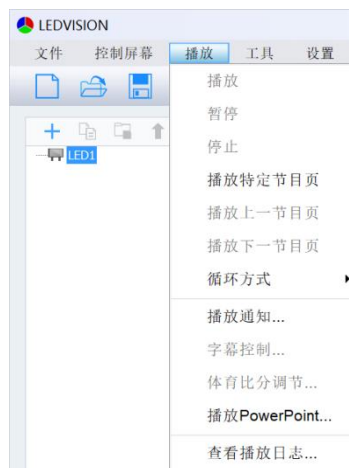 LEDVISION
文件 控制屏幕 播放 工具 设置
播放
暂停
停止
LED1
播放特定节目页
播放上一节目页
播放下一节目页
循环方式
播放通知...
字幕控制...
体育比分调节...
播放PowerPoint...
查看播放日志...